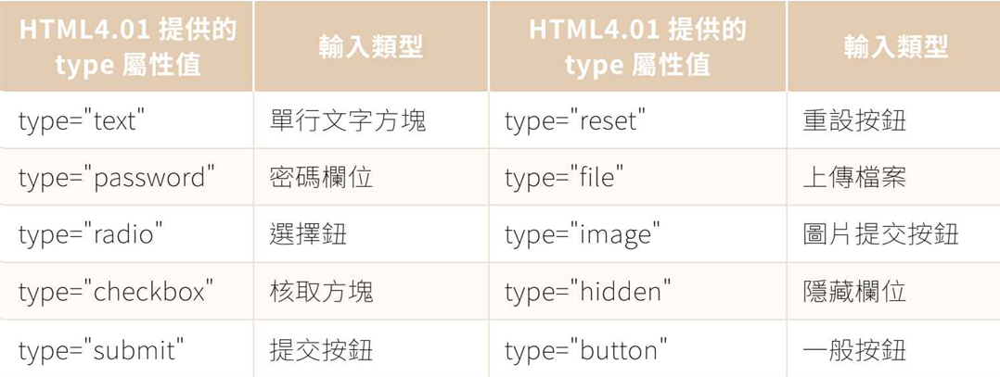 HTML4.01 提供的 type 屬性值 輸入類型 HTML4.01 提供的 type 屬性值 輸入類型
type="text" 單行文字方塊 type="reset" 重設按鈕
type="password" 密碼欄位 type="file" 上傳檔案
type="radio" 選擇鈕 type="image" 圖片提交按鈕
type="checkbox" 核取方塊 type="hidden" 隱藏欄位
type="submit" 提交按鈕 type="button" 一般按鈕